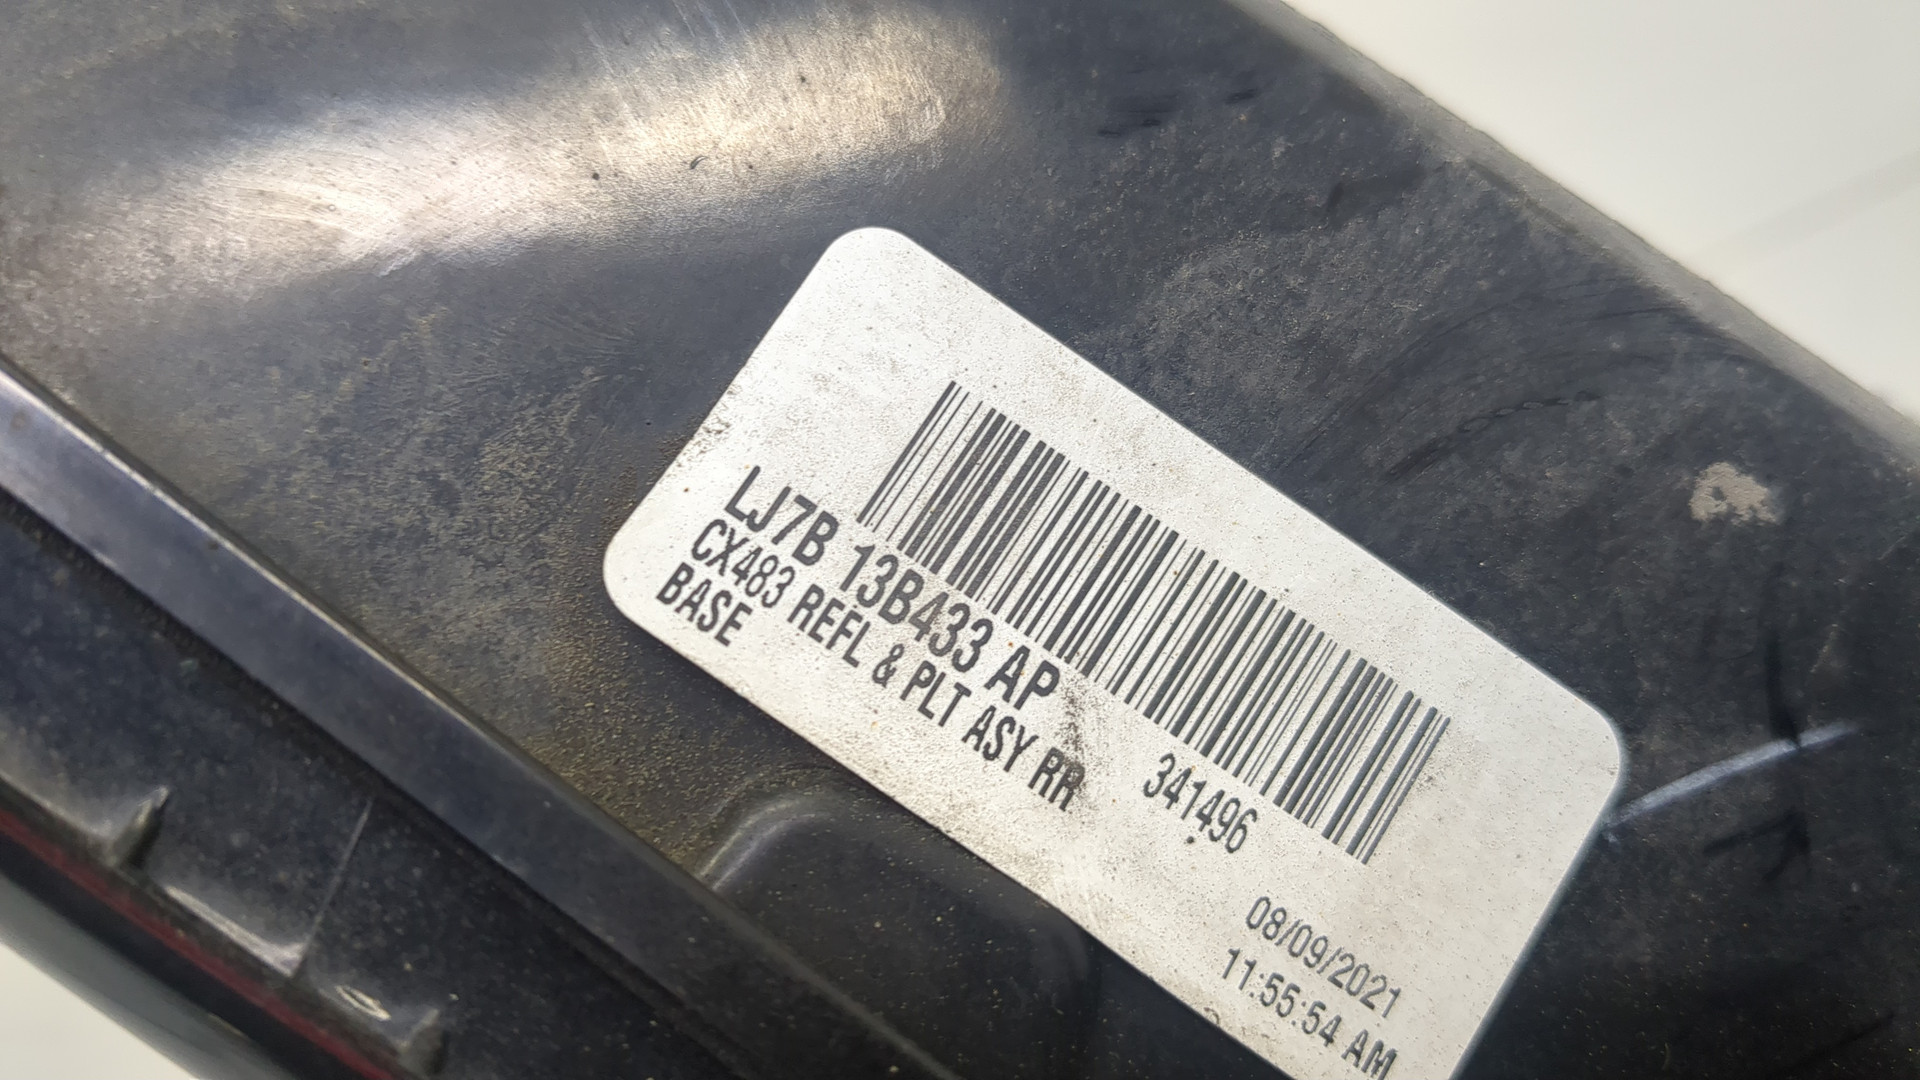 LJ7B 13B433 AP
CX483 REFL & PLT ASY RR
BASE
341496
08/09/2021
11:55:54 AM